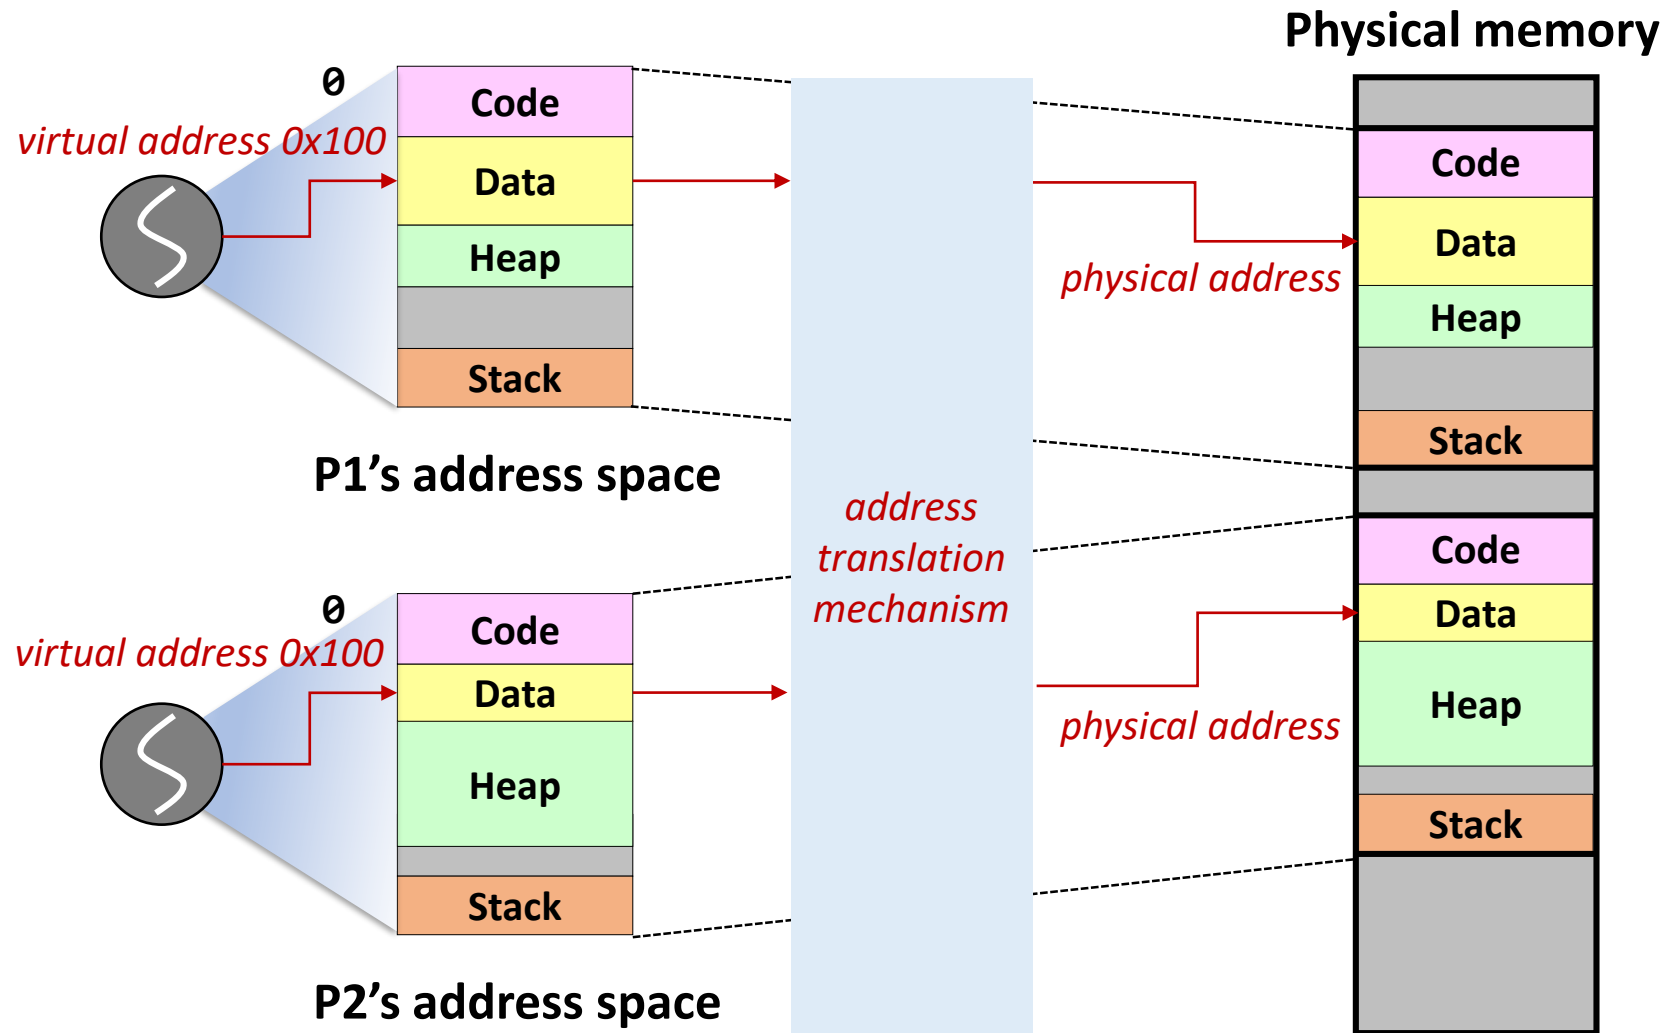 Physical memory
0
virtual address 0x100
Code
Data
Heap
Stack
P1's address space
0
virtual address 0x100
Code
Data
Heap
Stack
P2's address space
address
translation
mechanism
physical address
physical address
Code
Data
Heap
Stack
Code
Data
Heap
Stack